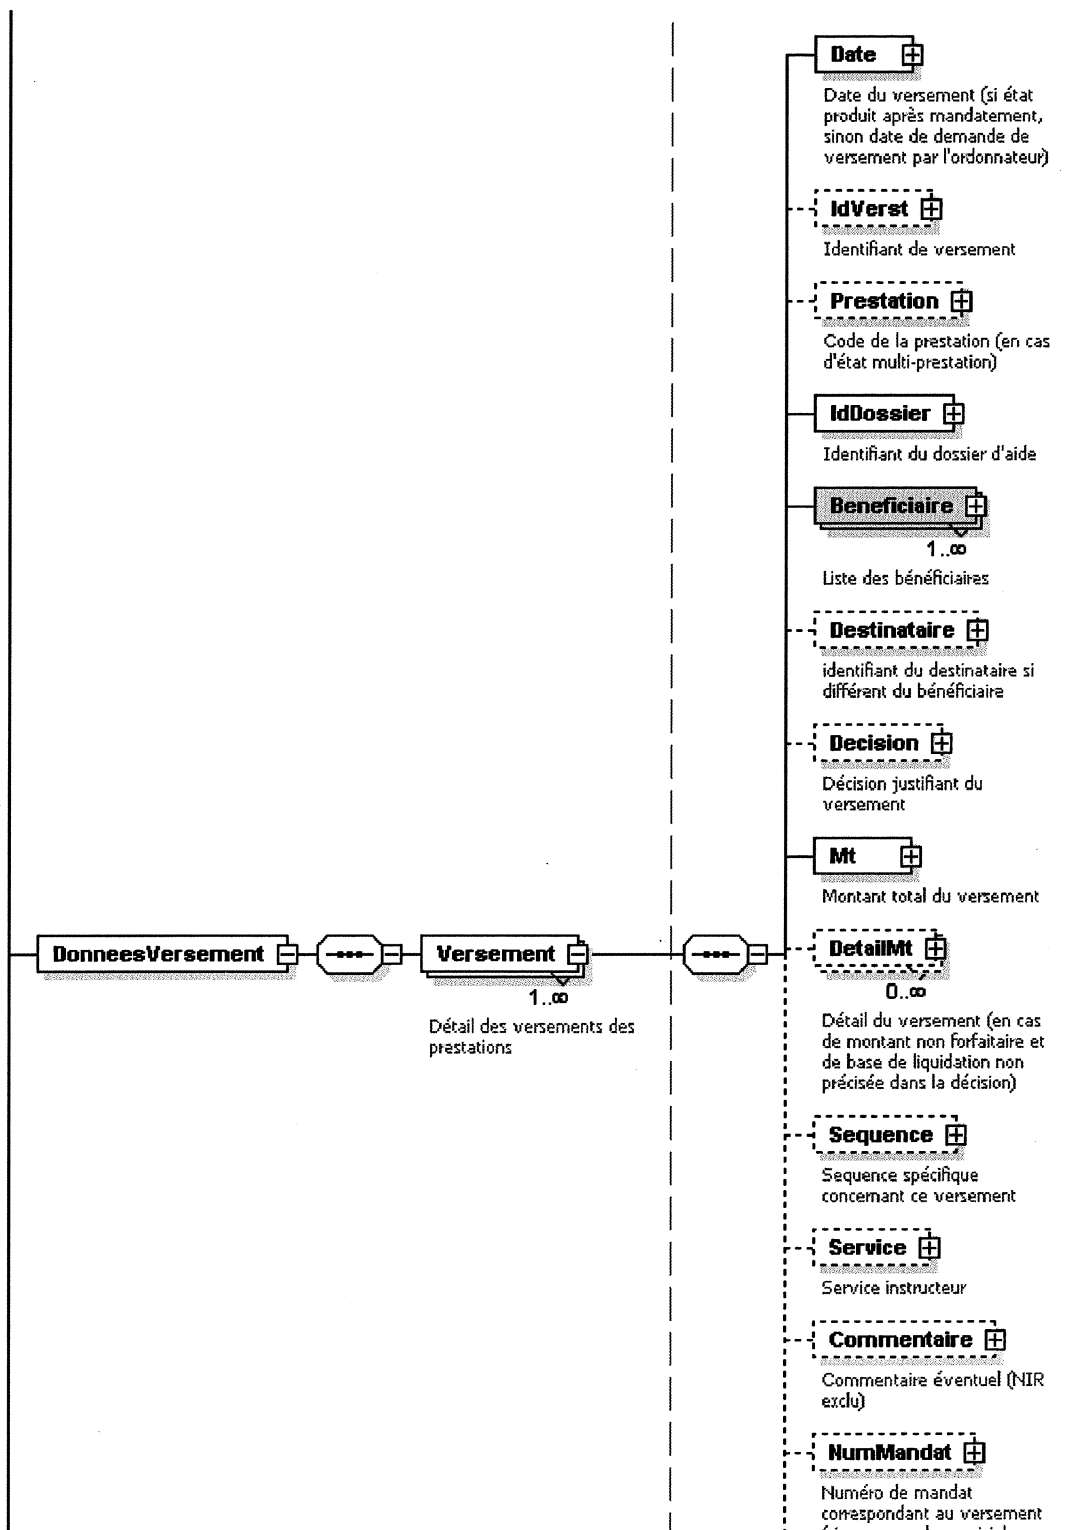 Date
Date du versement (si état
produit après mandatement,
sinon date de demande de
versement par l'ordonnateur)
IdVerst
Identifiant de versement
Prestation
Code de la prestation (en cas
d'état multi-prestation)
IdDossier
Identifiant du dossier d'aide
Beneficiaire
1..∞
Liste des bénéficiaires
Destinataire
identifiant du destinataire si
différent du bénéficiaire
Decision
Décision justifiant du
versement
Mt
Montant total du versement
DonneesVersement
Versement
1..∞
Détail des versements des
prestations
DetailMt
0..∞
Détail du versement (en cas
de montant non forfaitaire et
de base de liquidation non
précisée dans la décision)
Sequence
Sequence spécifique
concernant ce versement
Service
Service instructeur
Commentaire
Commentaire éventuel (NIR
exclu)
NumMandat
Numéro de mandat
correspondant au versement